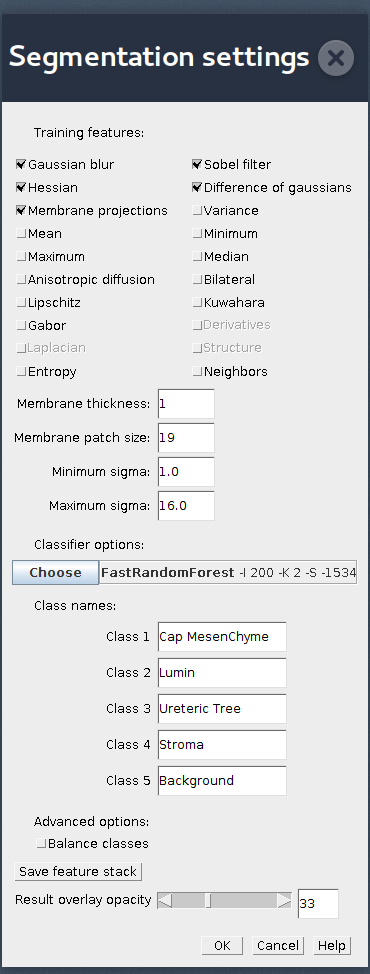 Segmentation settings
Training features:
Gaussian blur Sobel filter
Hessian Difference of gaussians
Membrane projections Variance
Mean Minimum
Maximum Median
Anisotropic diffusion Bilateral
Lipschitz Kuwahara
Gabor Derivatives
Laplacian Structure
Entropy Neighbors
Membrane thickness: 1
Membrane patch size: 19
Minimum sigma: 1.0
Maximum sigma: 16.0
Classifier options:
Choose FastRandomForest -I 200 -K 2 -S -1534
Class names:
Class 1 Cap MesenChyme
Class 2 Lumin
Class 3 Ureteric Tree
Class 4 Stroma
Class 5 Background
Advanced options:
Balance classes
Save feature stack
Result overlay opacity 33
OK Cancel Help